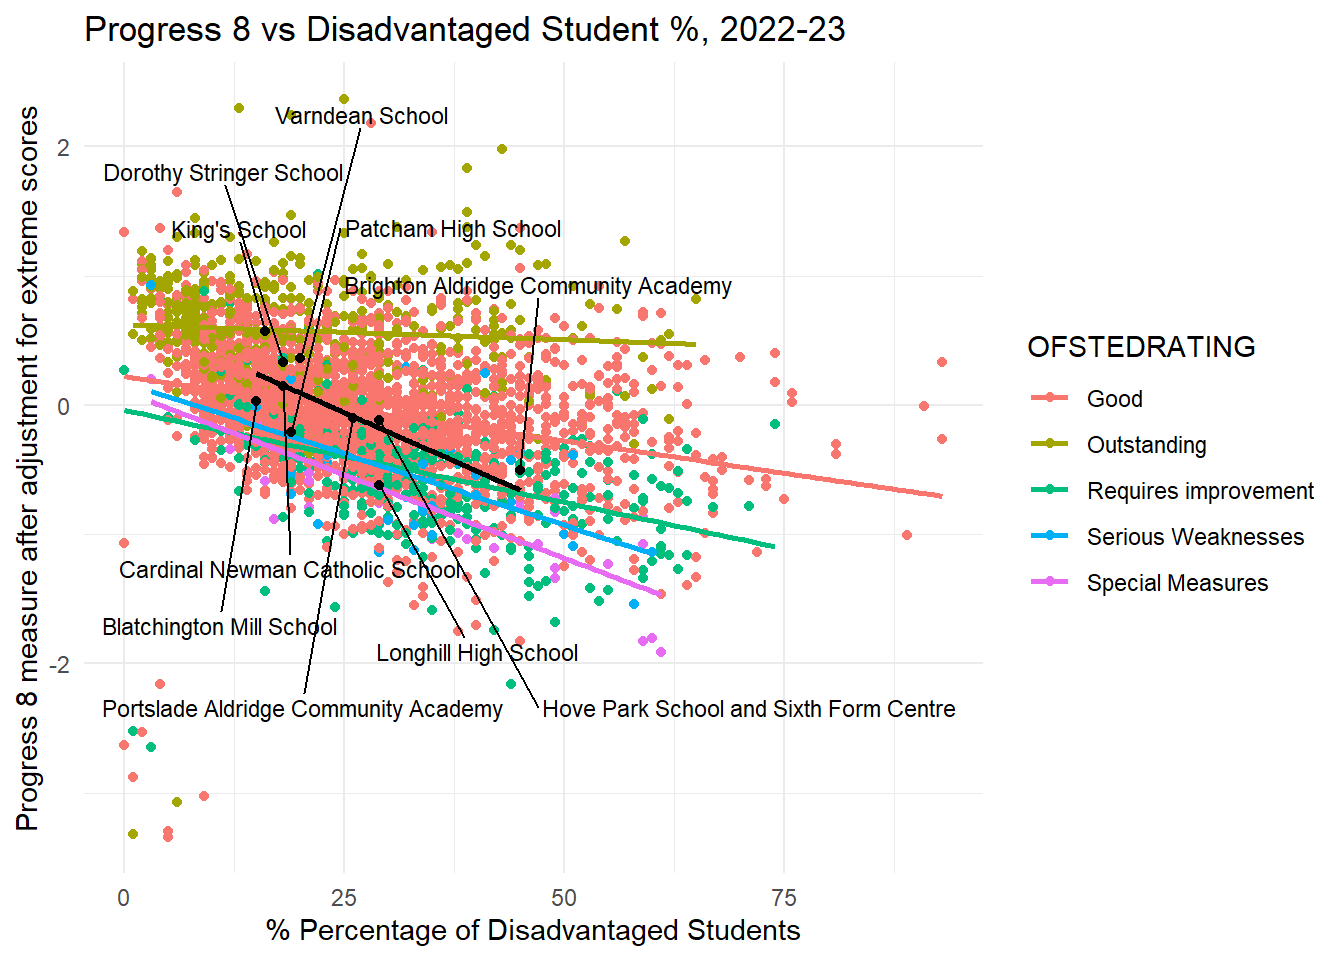 Progress 8 vs Disadvantaged Student %, 2022-23
Progress 8 measure after adjustment for extreme scores
2
0
-2
Varndean School
Dorothy Stringer School
King's School
Patcham High School
Brighton Aldridge Community Academy
Cardinal Newman Catholic School
Blatchington Mill School
Longhill High School
Portslade Aldridge Community Academy
Hove Park School and Sixth Form Centre
0
25
50
75
% Percentage of Disadvantaged Students
OFSTEDRATING
Good
Outstanding
Requires improvement
Serious Weaknesses
Special Measures